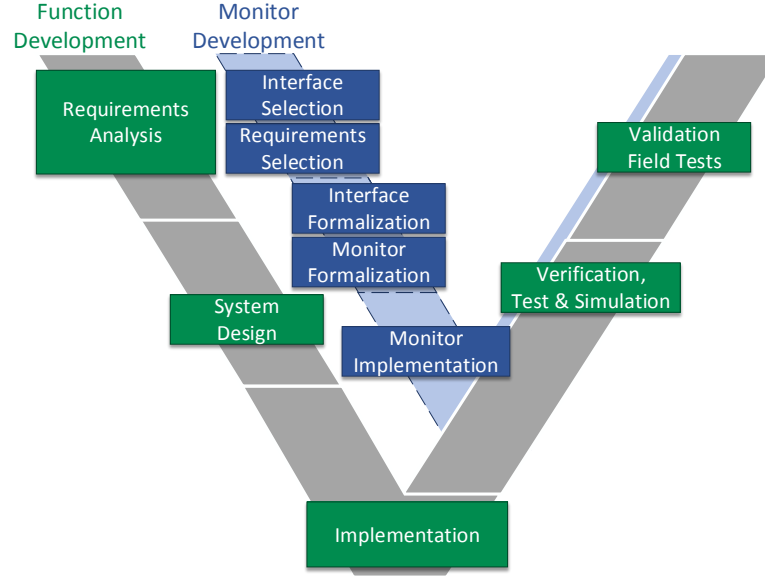 Function
Development
Monitor
Development
Requirements
Analysis
Interface
Selection
Requirements
Selection
Interface
Formalization
Monitor
Formalization
System
Design
Monitor
Implementation
Implementation
Verification,
Test & Simulation
Validation
Field Tests